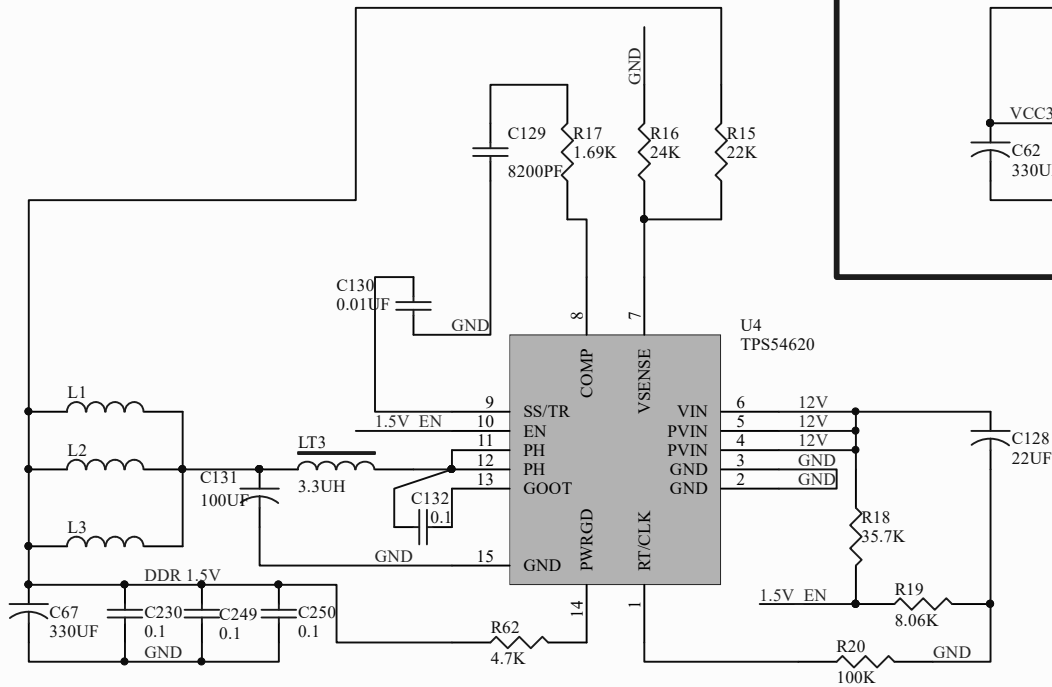 VCC3
C62
330U
GND
C129
8200PF
R17
1.69K
R16
24K
R15
22K
C130
0.01UF
GND
8
7
U4
TPS54620
COMP
VSENSE
L1
L2
L3
9
SS/TR
1.5V EN
10
EN
11
PH
12
PH
13
GOOT
15
GND
LT3
3.3UH
C131
100UF
C132
0.1
GND
VIN
6
12V
PVIN
5
12V
PVIN
4
12V
GND
3
GND
GND
2
GND
C128
22UF
PWRGD
RT/CLK
14
1
R18
35.7K
1.5V EN
R19
8.06K
R20
100K
GND
DDR 1.5V
C67
330UF
C230
0.1
C249
0.1
C250
0.1
GND
R62
4.7K